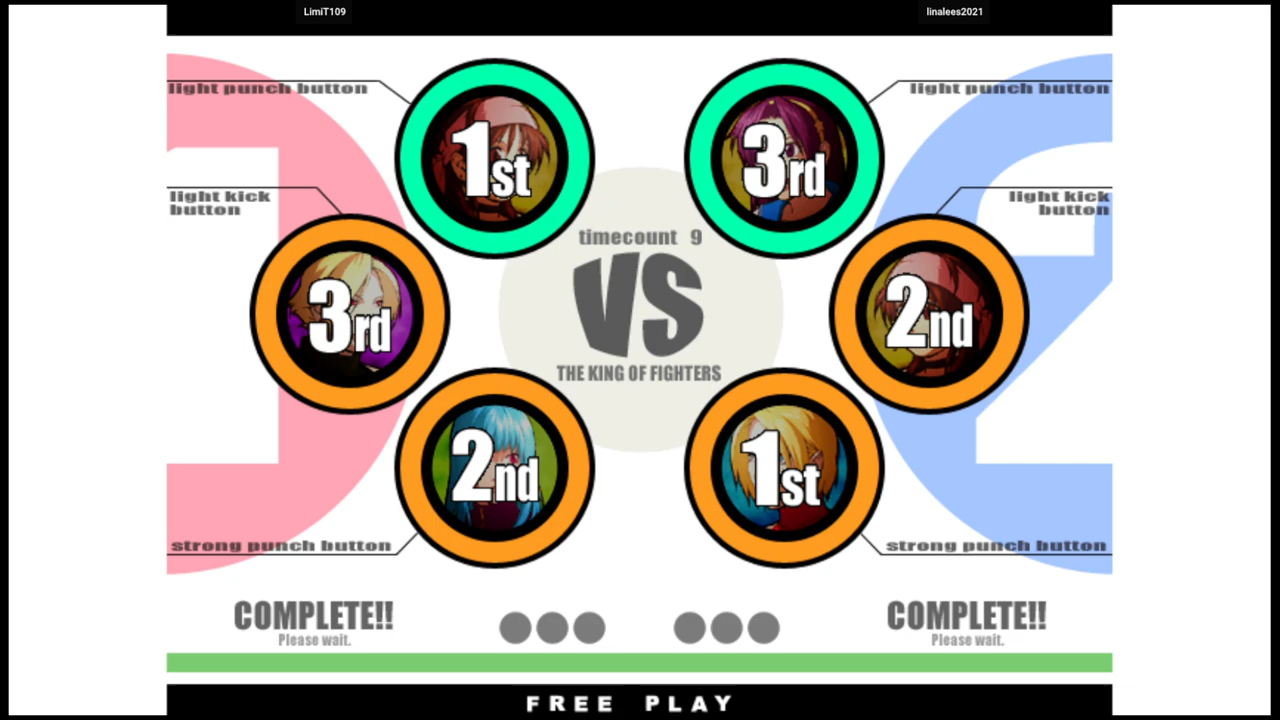 LimiT109
linalees2021
light punch button
light punch button
1st
3rd
light kick
button
light kick
button
timecount 9
VS
3rd
2nd
THE KING OF FIGHTERS
2nd
1st
strong punch button
strong punch button
COMPLETE!!
Please wait.
COMPLETE!!
Please wait.
FREE PLAY